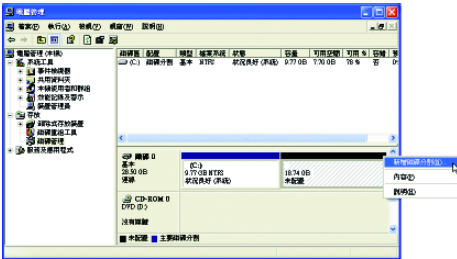 電腦管理
檔案(F) 執行(A) 檢視(V) 視窗(W) 說明(H)
電腦管理 (本機)
系統工具
事件檢視器
共用資料夾
本機使用者和群組
效能記錄及警示
裝置管理員
存放
卸除式存放裝置
磁碟重組工具
磁碟管理
服務及應用程式
磁碟區 配置 類型 檔案系統 狀態 容量 可用空間 可用 % 容錯
(C:) 磁碟分割 基本 NTFS 狀況良好 (系統) 9.77 GB 7.70 GB 78 % 否
磁碟 0
基本
28.50 GB
連線
(C:)
9.77 GB NTFS
狀況良好 (系統)
18.74 GB
未配置
新增磁碟分割(N)...
內容(P)
說明(H)
CD-ROM 0
DVD (D:)
沒有媒體
未配置 主要磁碟分割